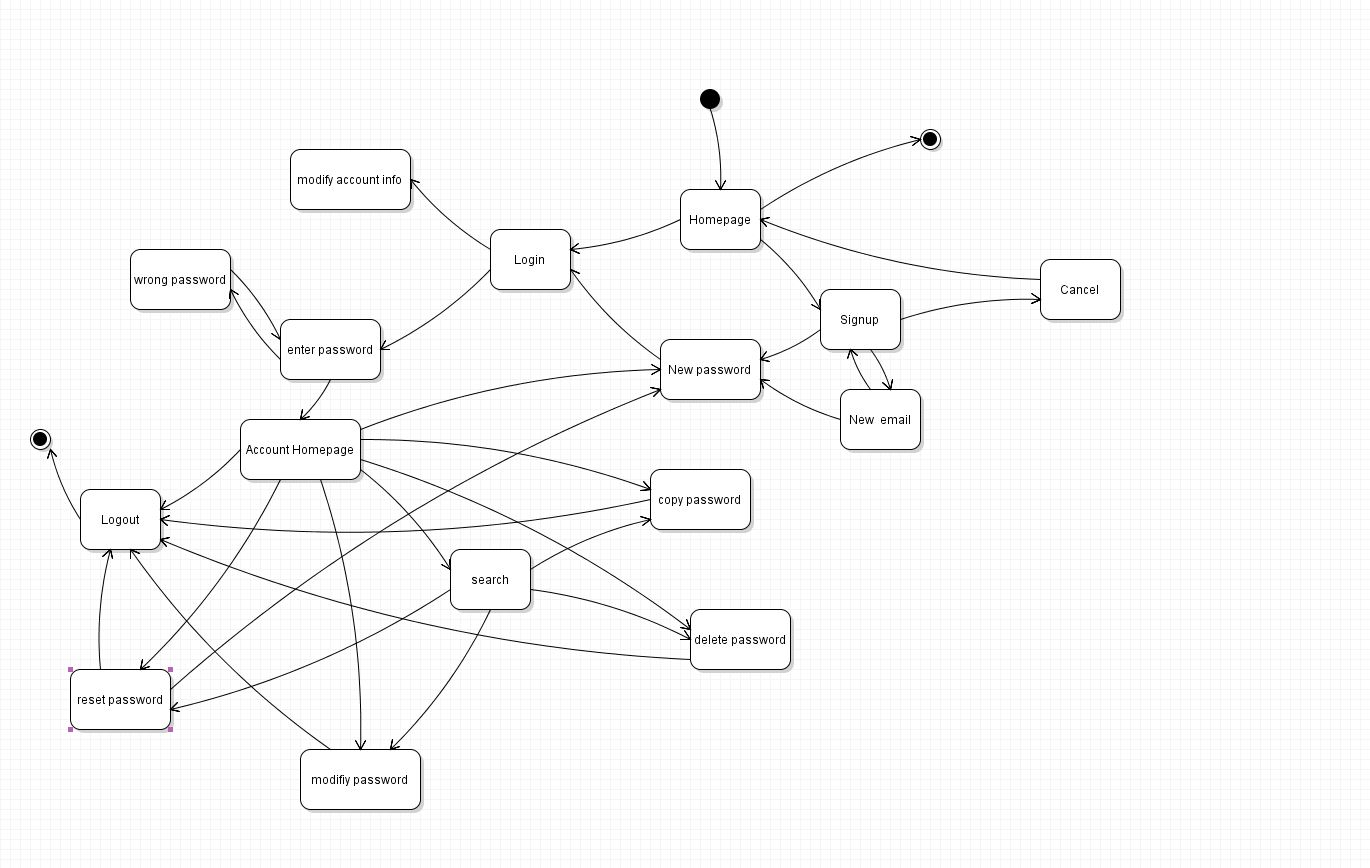 modify account info
Homepage
Login
wrong password
Cancel
Signup
enter password
New password
New  email
Account Homepage
copy password
Logout
search
delete password
reset password
modifiy password